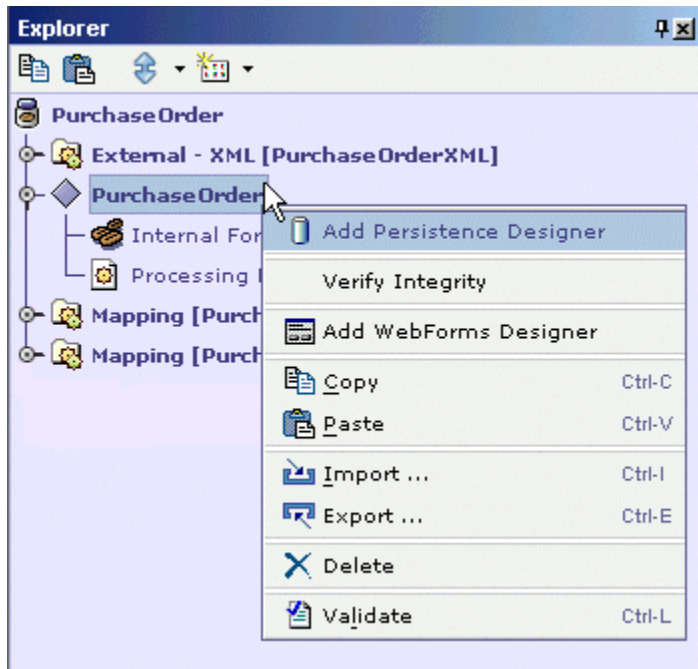 Explorer
PurchaseOrder
External - XML [PurchaseOrderXML]
PurchaseOrder
Internal For
Processing
Mapping [Purch
Mapping [Purch
Add Persistence Designer
Verify Integrity
Add WebForms Designer
Copy Ctrl-C
Paste Ctrl-V
Import ... Ctrl-I
Export ... Ctrl-E
Delete
Validate Ctrl-L